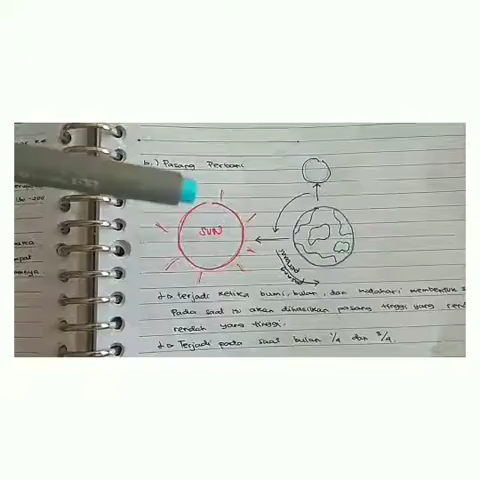 b.) Pasang Perbani
SUN
↳ Terjadi ketika bumi, bulan, dan matahari membentuk s
Pada saat ini akan dihasilkan pasang tinggi yang rend
rendah yang tinggi.
↳ Terjadi pada saat bulan 1/4 dan 3/4.